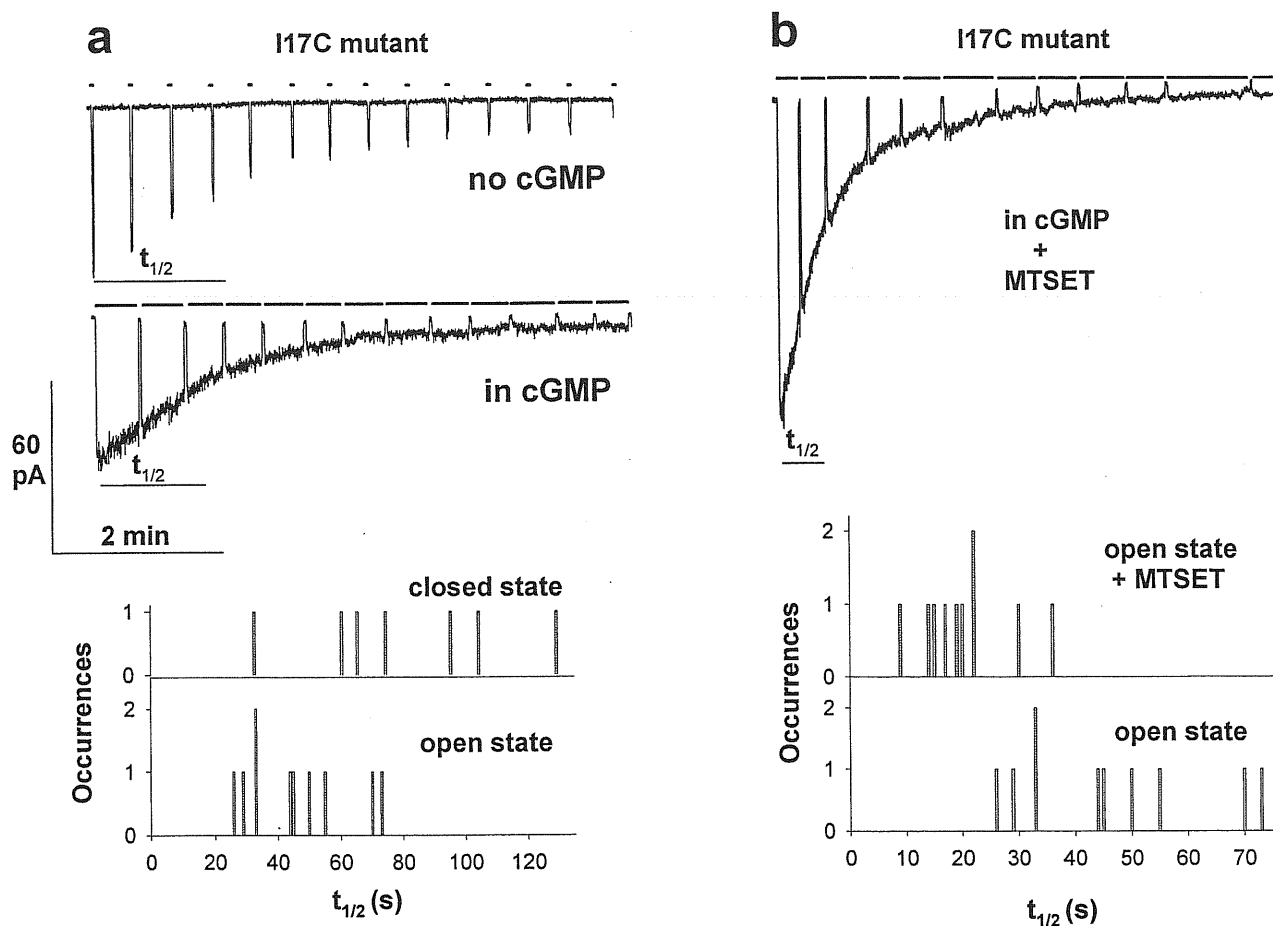 a
I17C mutant
no cGMP
t1/2
in cGMP
t1/2
60
pA
2 min
closed state
1
0
2
open state
1
0
Occurrences
0 20 40 60 80 100 120
t1/2 (s)
b
I17C mutant
in cGMP
+
MTSET
t1/2
2
open state
+ MTSET
1
0
2
open state
1
0
Occurrences
0 10 20 30 40 50 60 70
t1/2 (s)